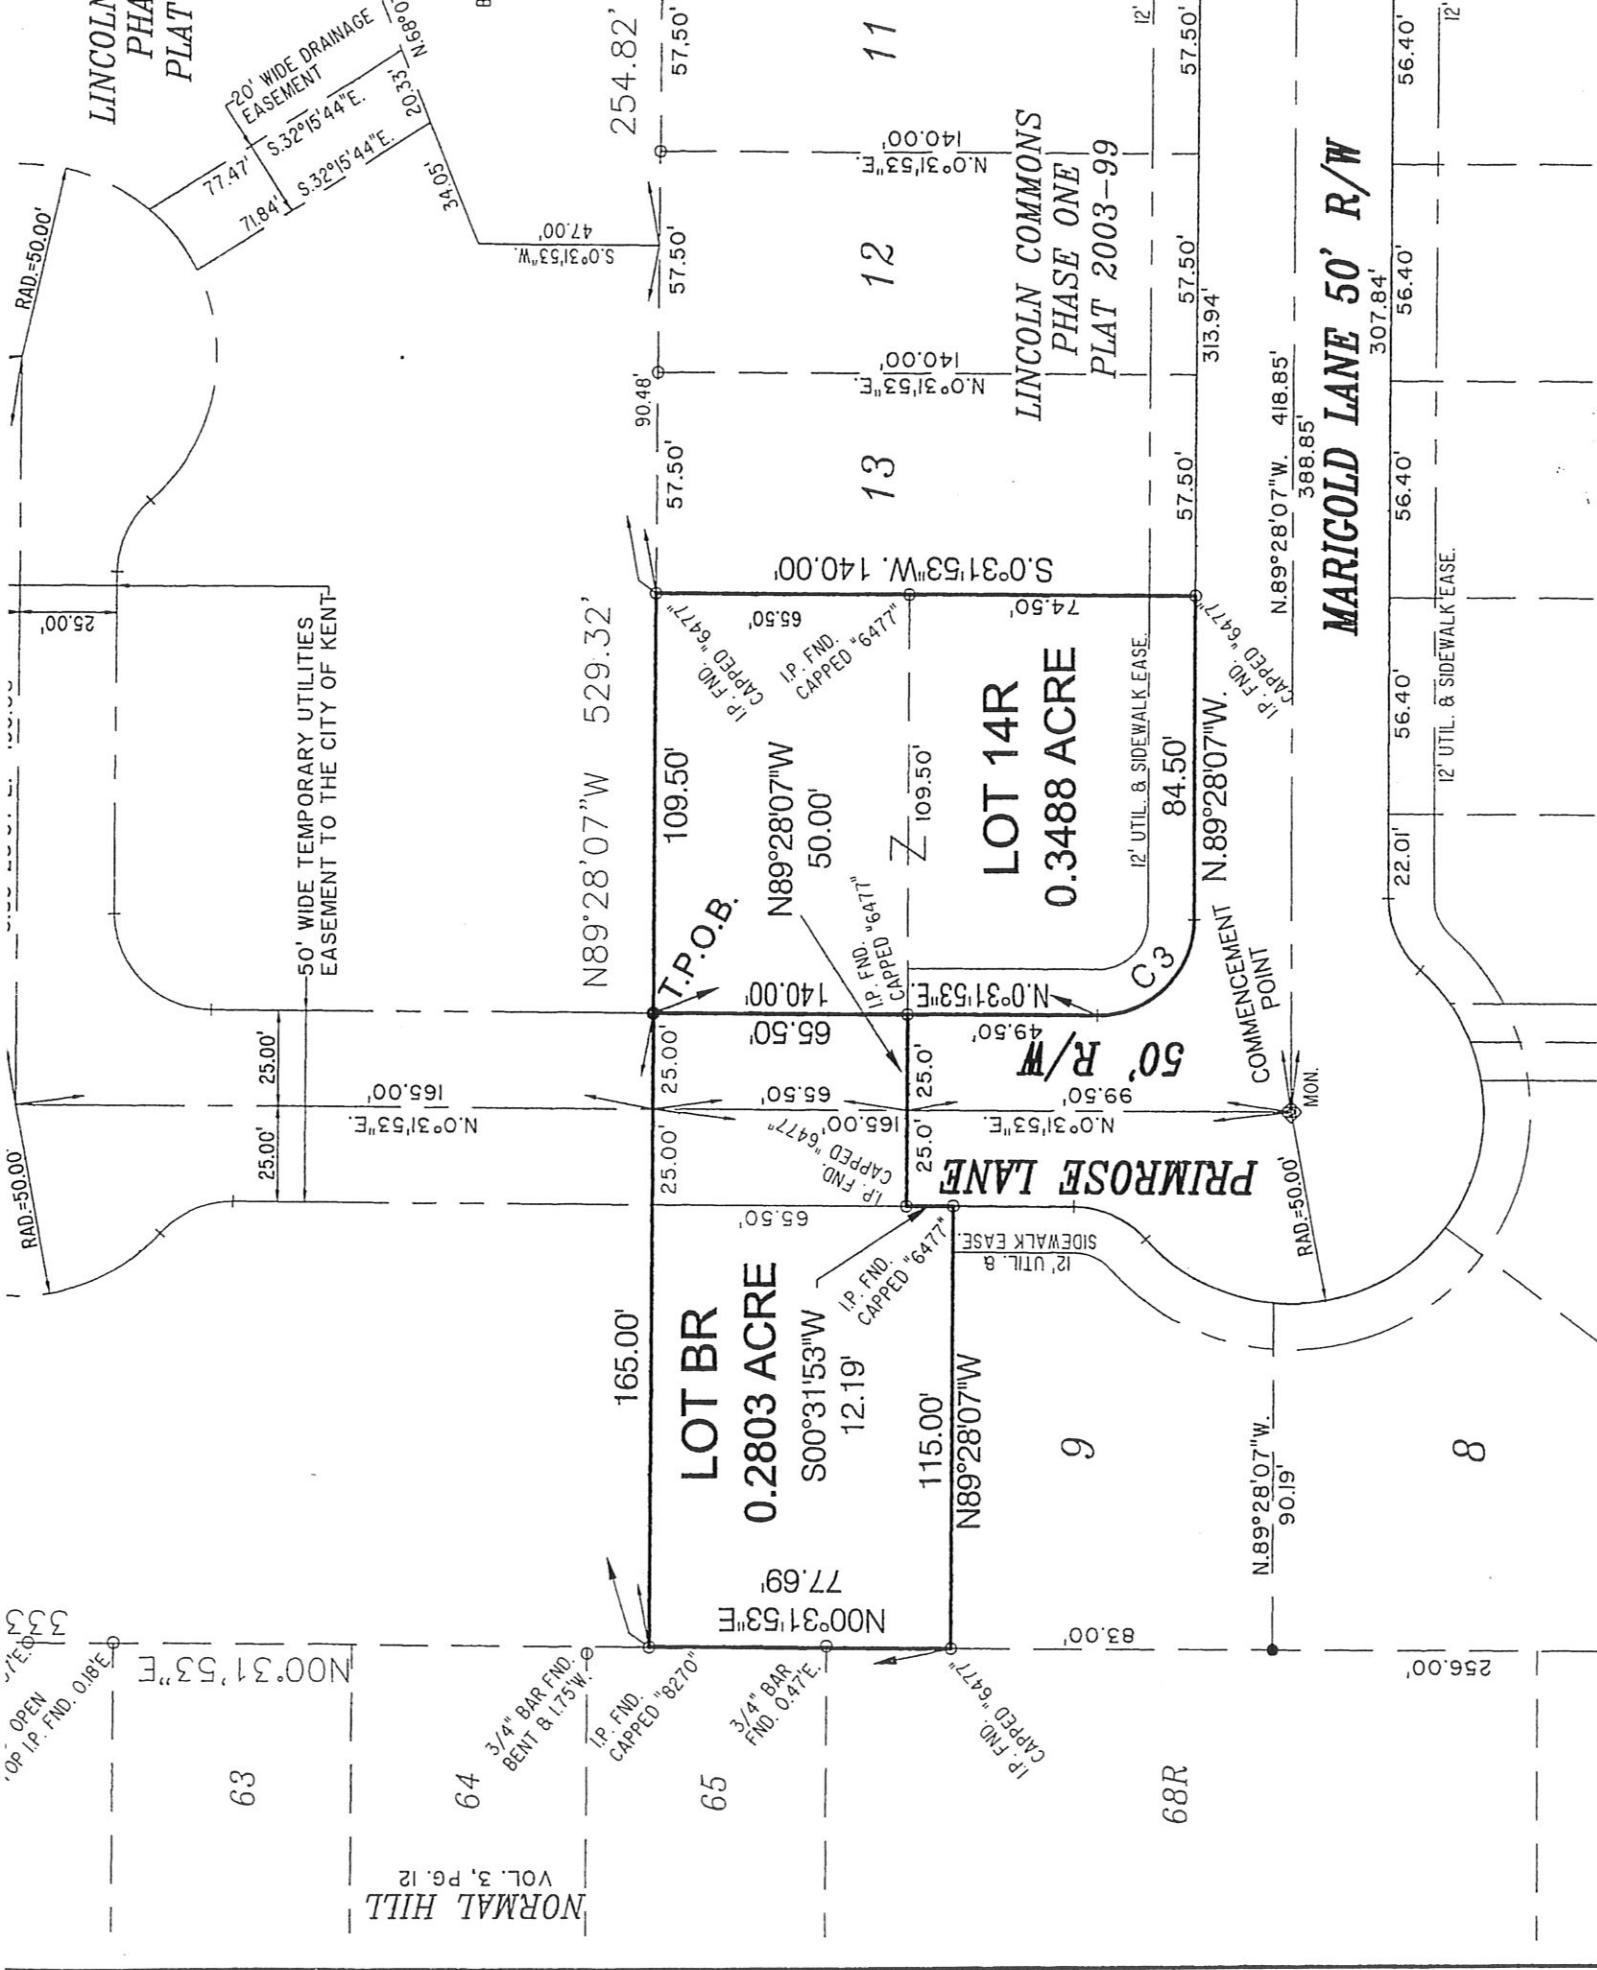 LINCOLN
PHA
PLAT
RAD.=50.00'
77.47'
71.84'
20' WIDE DRAINAGE
EASEMENT
S.32°15'44"E.
S.32°15'44"E.
20.33'
34.05'
S.0°31'53"W.
47.00'
254.82'
57.50'
11
57.50'
12'
56.40'
12'
N.0°31'53"E.
140.00'
57.50'
12
LINCOLN COMMONS
PHASE ONE
PLAT 2003-99
57.50'
313.94'
MARIGOLD LANE 50' R/W
307.84'
56.40'
N.0°31'53"E.
140.00'
90.48'
57.50'
13
57.50'
N.89°28'07"W. 418.85'
388.85'
56.40'
12' UTIL. & SIDEWALK EASE.
25.00'
50' WIDE TEMPORARY UTILITIES
EASEMENT TO THE CITY OF KENT
N89°28'07"W 529.32'
109.50'
I.P. FND.
CAPPED "6477"
65.50'
I.P. FND.
CAPPED "6477"
S.0°31'53"W. 140.00'
74.50'
I.P. FND.
CAPPED "6477"
N89°28'07"W
50.00'
Z
109.50'
LOT 14R
0.3488 ACRE
12' UTIL. & SIDEWALK EASE.
84.50'
N.89°28'07"W.
56.40'
22.01'
T.P.O.B.
140.00'
65.50'
I.P. FND.
CAPPED "6477"
N.0°31'53"E.
49.50'
C3
COMMENCEMENT
POINT
MON.
25.00'
25.00'
N.0°31'53"E.
165.00'
25.00'
25.00'
65.50'
165.00'
I.P. FND.
CAPPED "6477"
25.0'
25.0'
50' R/W
99.50'
N.0°31'53"E.
PRIMROSE LANE
RAD.=50.00'
RAD.=50.00'
65.50'
I.P. FND.
CAPPED "6477"
12' UTIL. &
SIDEWALK EASE.
165.00'
LOT BR
0.2803 ACRE
S00°31'53"W
12.19'
115.00'
N89°28'07"W
9
N.89°28'07"W.
90.19'
8
N00°31'53"E
77.69'
83.00'
256.00'
333
OPEN
I.P. FND. 0.18'E.
N00°31'53"E
3/4" BAR FND.
BENT & 1.75'W.
I.P. FND.
CAPPED "8270"
3/4" BAR
FND. 0.47'E.
I.P. FND.
CAPPED "6477"
63
64
65
68R
NORMAL HILL
VOL. 3, PG. 12